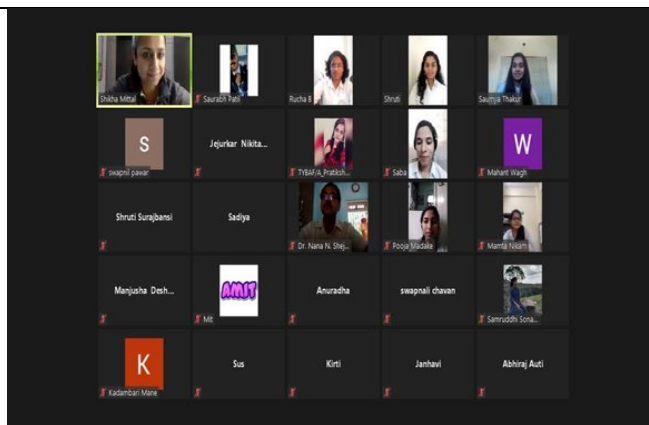 Shikha Mittal
Saurabh Patil
Rucha B
Shruti
Saumya Thakur
S
swapnil pawar
Jejurkar Nikita...
TYBAF/A_Pratiksh...
Saba
W
Mahant Wagh
Shruti Surajbansi
Sadiya
Dr. Nana N. Shej...
Pooja Madake
Mamta Nikam
Manjusha Desh...
AMIT
Mit
Anuradha
swapnali chavan
Samruddhi Sona...
K
Kadambari Mane
Sus
Kirti
Janhavi
Abhiraj Auti